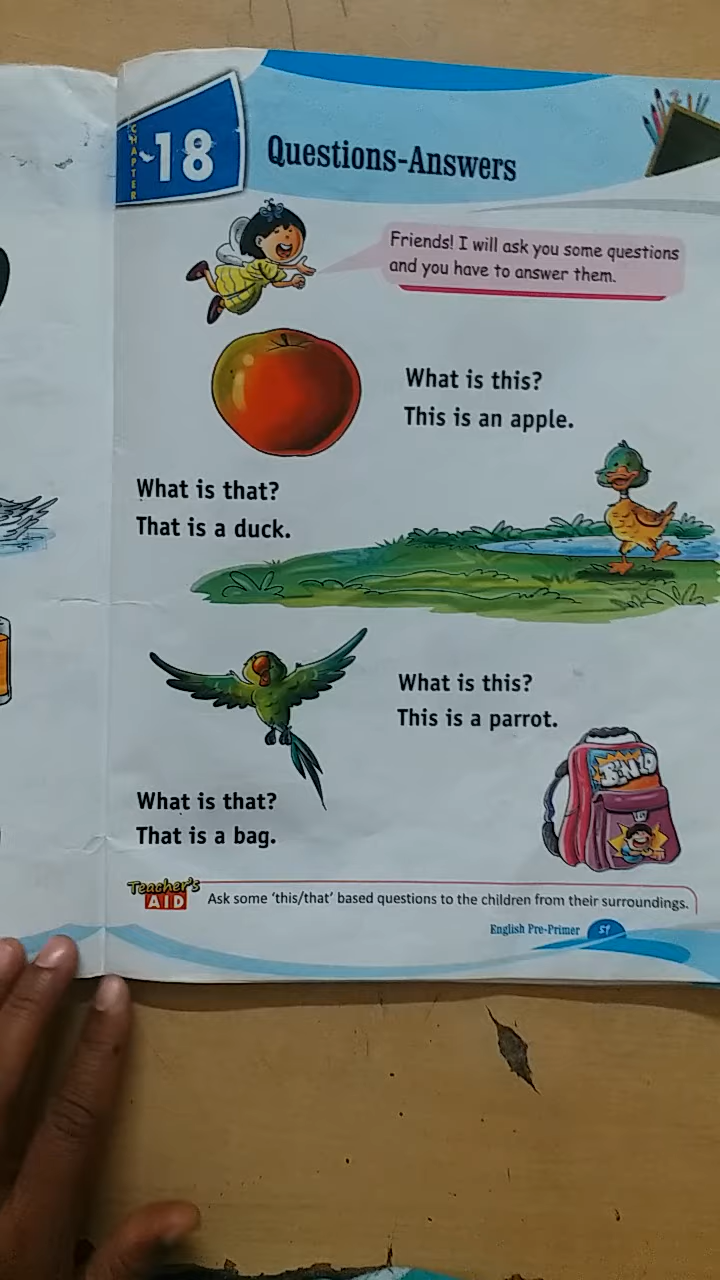 CHAPTER
18
Questions-Answers
Friends! I will ask you some questions
and you have to answer them.
What is this?
This is an apple.
What is that?
That is a duck.
What is this?
This is a parrot.
BINGO
What is that?
That is a bag.
Teacher's
AID
Ask some 'this/that' based questions to the children from their surroundings.
English Pre-Primer